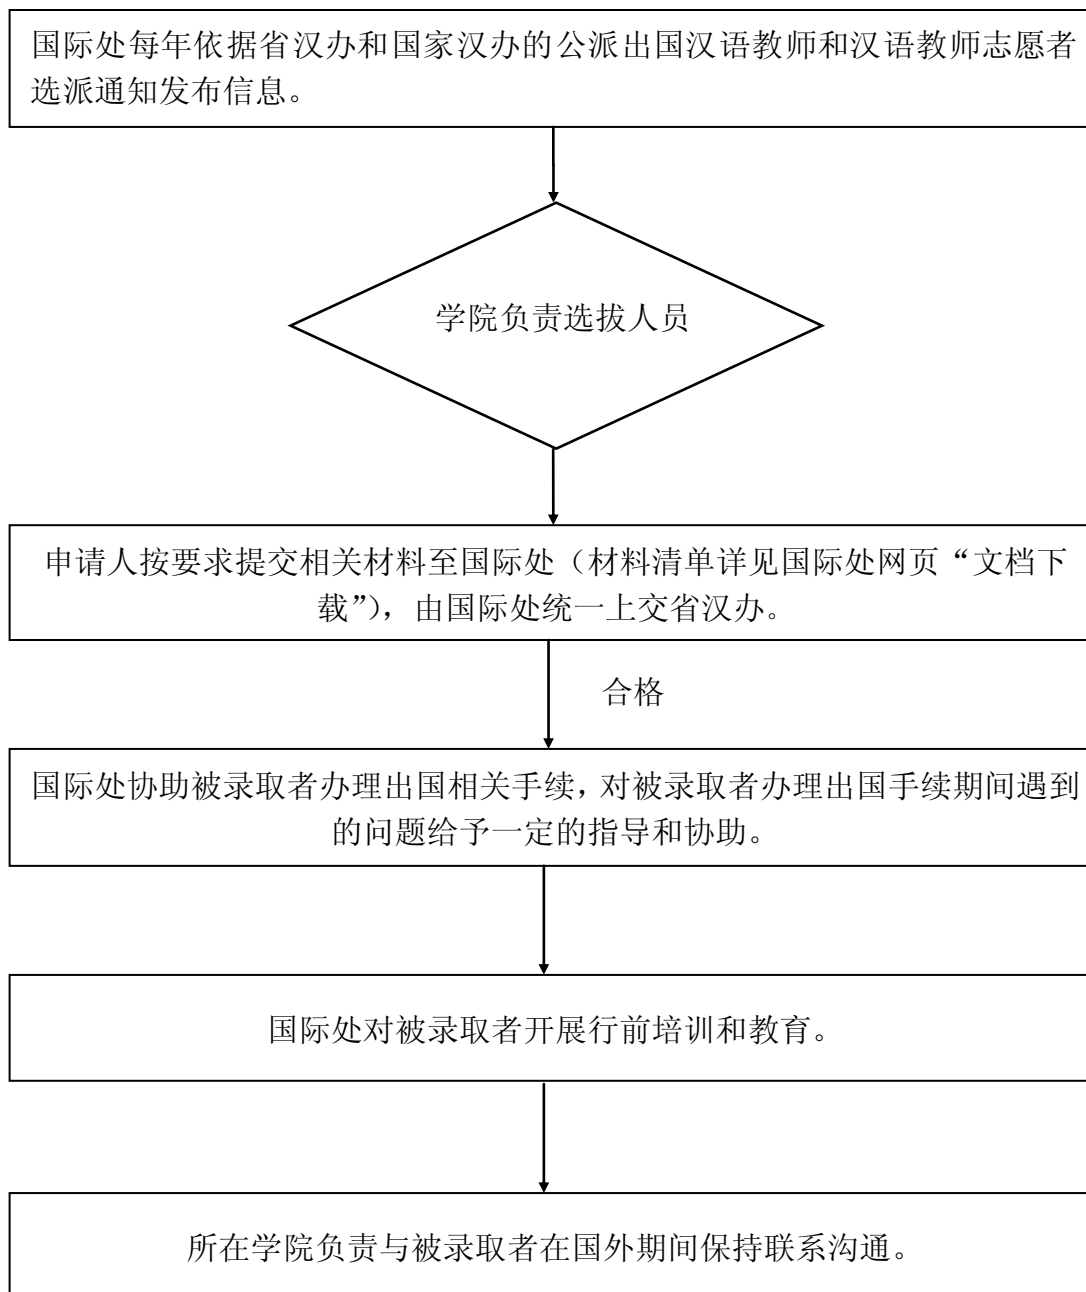 国际处每年依据省汉办和国家汉办的公派出国汉语教师和汉语教师志愿者
选派通知发布信息。
学院负责选拔人员
申请人按要求提交相关材料至国际处（材料清单详见国际处网页“文档下
载”），由国际处统一上交省汉办。
合格
国际处协助被录取者办理出国相关手续，对被录取者办理出国手续期间遇到
的问题给予一定的指导和协助。
国际处对被录取者开展行前培训和教育。
所在学院负责与被录取者在国外期间保持联系沟通。